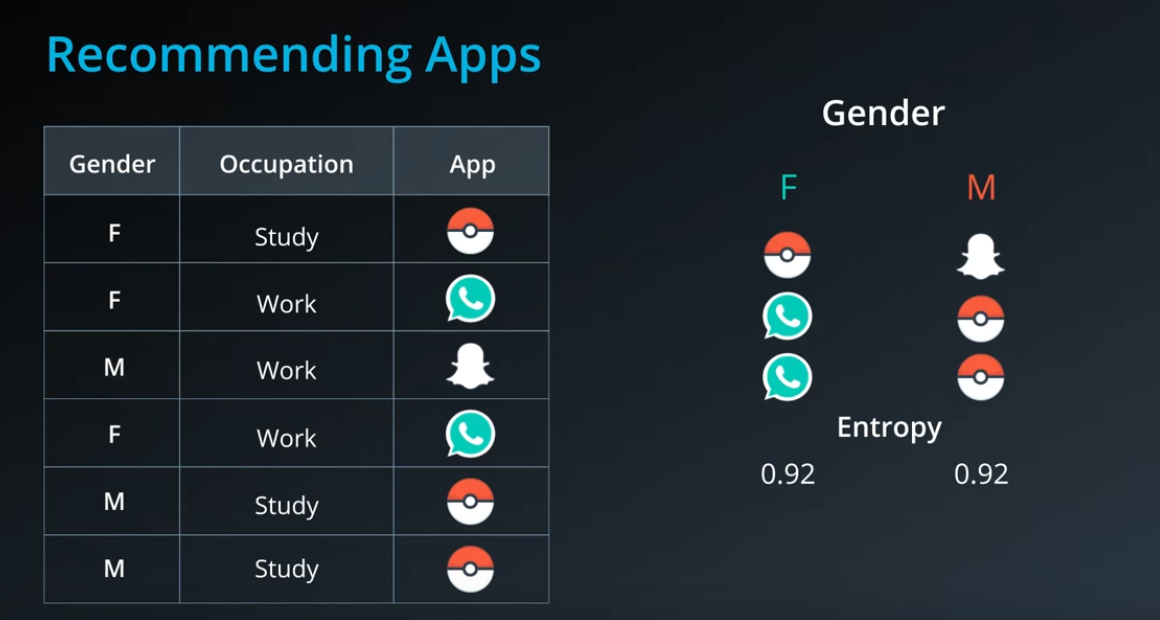 Recommending Apps
Gender Occupation App
F Study
F Work
M Work
F Work
M Study
M Study
Gender
F M
Entropy
0.92 0.92